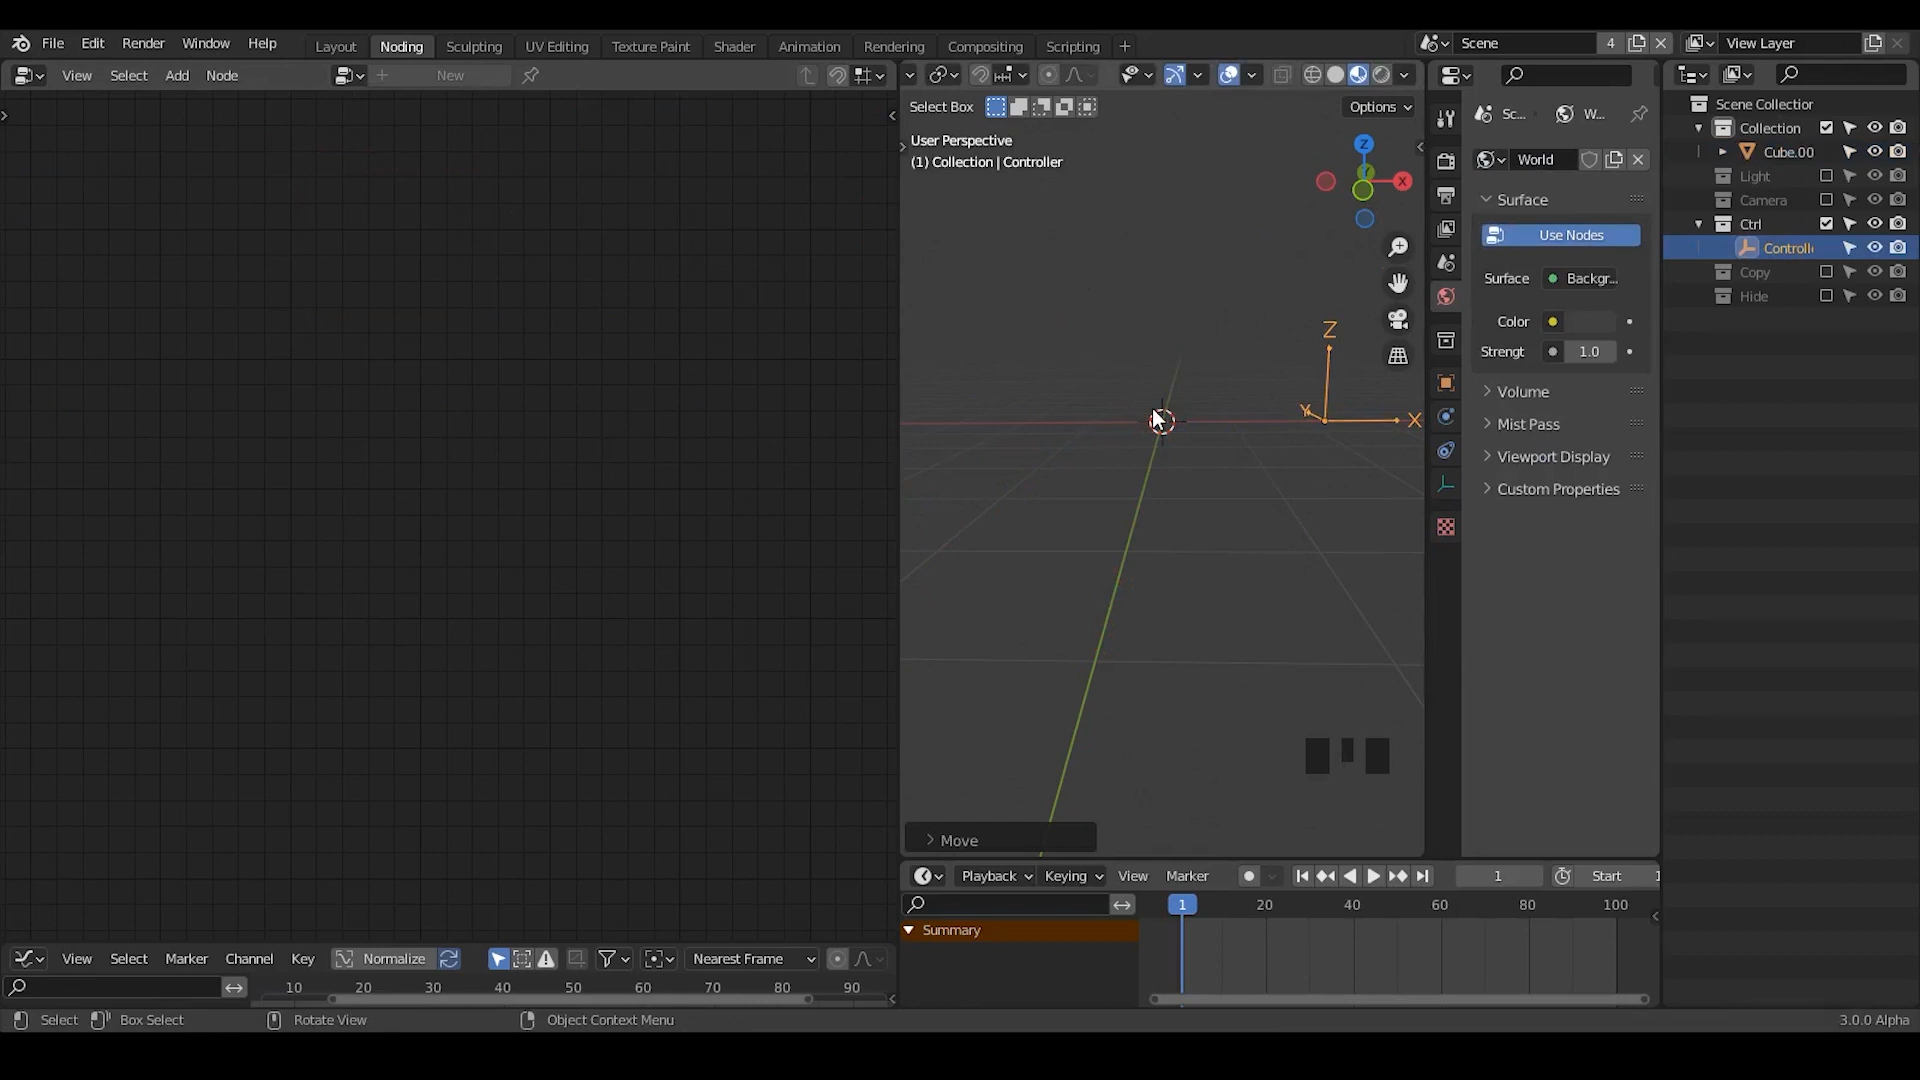 File Edit Render Window Help Layout Noding Sculpting UV Editing Texture Paint Shader Animation Rendering Compositing Scripting + Scene 4 View Layer
View Select Add Node + New
Select Box Options
User Perspective
(1) Collection | Controller
Z
X
Z
Y
X
Move
Sc... W...
World
Surface
Use Nodes
Surface Backgr...
Color
Strengt 1.0
Volume
Mist Pass
Viewport Display
Custom Properties
Scene Collection
Collection
Cube.00
Light
Camera
Ctrl
Controll
Copy
Hide
Playback Keying View Marker 1 Start 1
1 20 40 60 80 100
Summary
View Select Marker Channel Key Normalize Nearest Frame
10 20 30 40 50 60 70 80 90
Select Box Select Rotate View Object Context Menu 3.0.0 Alpha